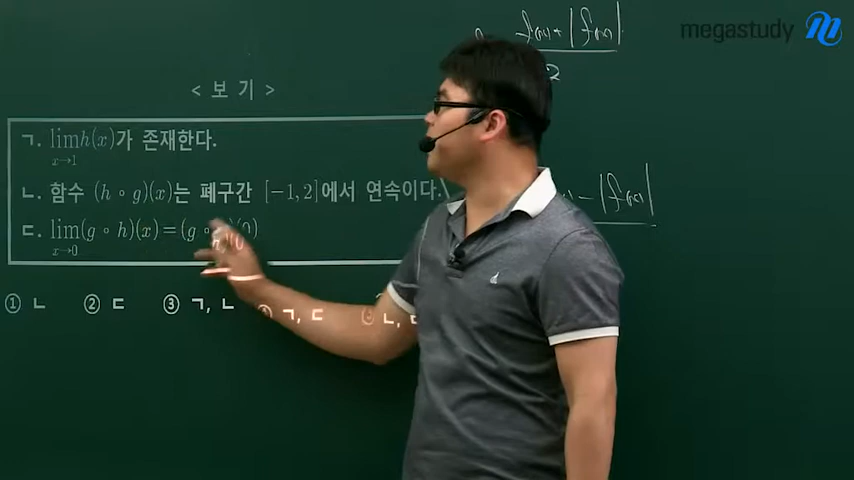 megastudy
f(x)+|f(x)|
2
< 보 기 >
ㄱ. lim h(x)가 존재한다.
x→1
ㄴ. 함수 (h∘g)(x)는 폐구간 [−1, 2]에서 연속이다.
-|f(x)|
ㄷ. lim(g∘h)(x)=(g∘ )(0)
x→0
① ㄴ ② ㄷ ③ ㄱ, ㄴ ㄱ, ㄷ ㄴ, ㄷ